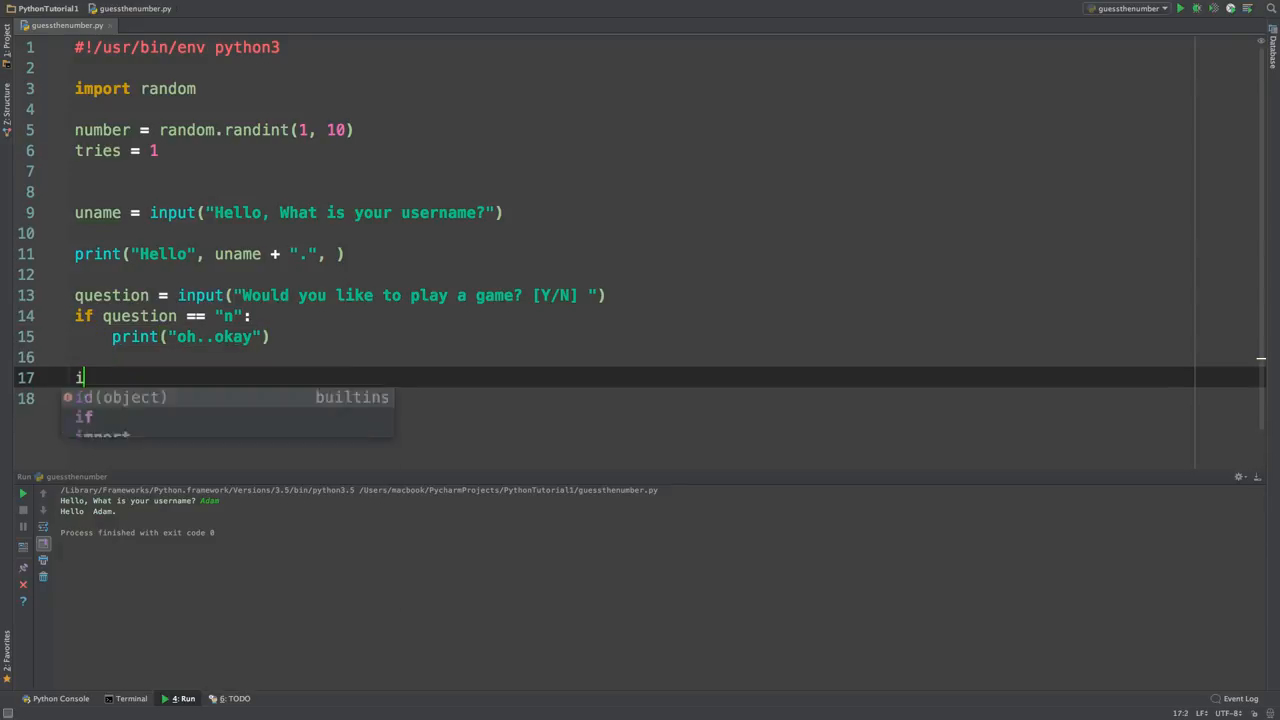 PythonTutorial1 guessthenumber.py guessthenumber
guessthenumber.py
1: Project
Z: Structure
Database
1 #!/usr/bin/env python3
2
3 import random
4
5 number = random.randint(1, 10)
6 tries = 1
7
8
9 uname = input("Hello, What is your username?")
10
11 print("Hello", uname + ".", )
12
13 question = input("Would you like to play a game? [Y/N] ")
14 if question == "n":
15 print("oh..okay")
16
17 i
18 id(object) builtins
if
import
Run guessthenumber
/Library/Frameworks/Python.framework/Versions/3.5/bin/python3.5 /Users/macbook/PycharmProjects/PythonTutorial1/guessthenumber.py
Hello, What is your username? Adam
Hello  Adam.
Process finished with exit code 0
2: Favorites
Python Console Terminal 4: Run 6: TODO Event Log
17:2 LF÷ UTF-8÷